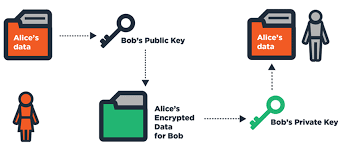 Alice's
data
Bob's Public Key
Alice's
data
Alice's
Encrypted
Data
for Bob
Bob's Private Key